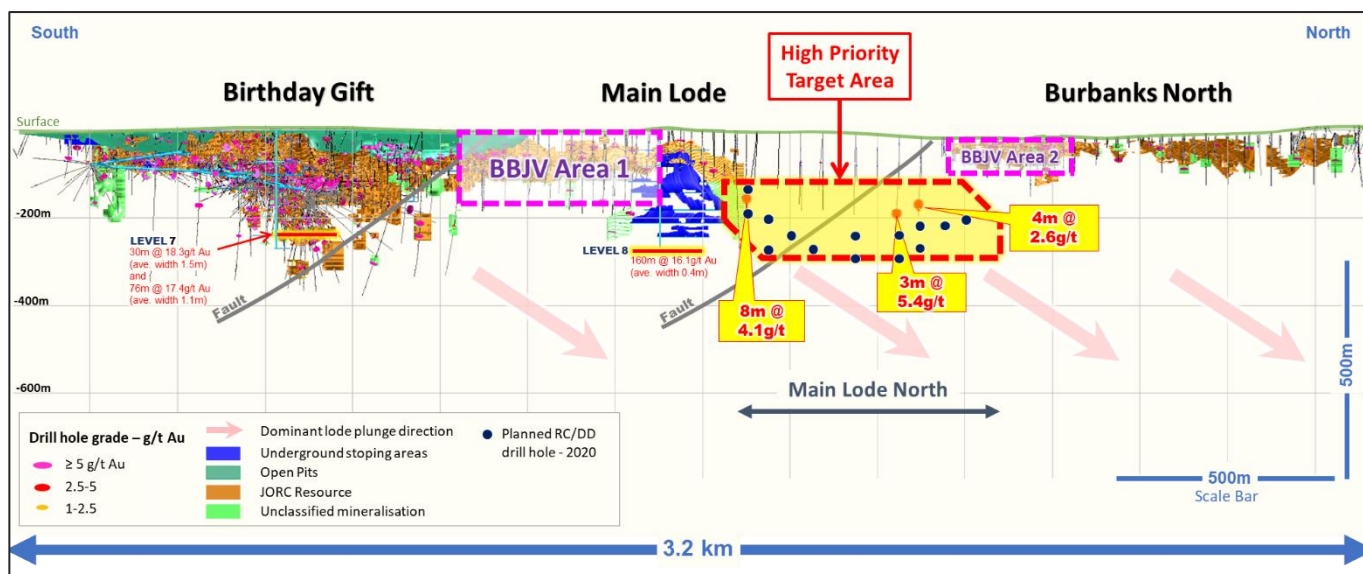 South
North
High Priority
Target Area
Birthday Gift
Main Lode
Burbanks North
Surface
BBJV Area 1
BBJV Area 2
-200m
LEVEL 7
30m @ 18.3g/t Au
(ave. width 1.5m)
and
76m @ 17.4g/t Au
(ave. width 1.1m)
LEVEL 8
160m @ 16.1g/t Au
(ave. width 0.4m)
4m @
2.6g/t
3m @
5.4g/t
8m @
4.1g/t
Fault
Fault
-400m
-600m
Main Lode North
500m
Drill hole grade – g/t Au
≥ 5 g/t Au
2.5-5
1-2.5
Dominant lode plunge direction
Underground stoping areas
Open Pits
JORC Resource
Unclassified mineralisation
Planned RC/DD
drill hole - 2020
500m
Scale Bar
3.2 km